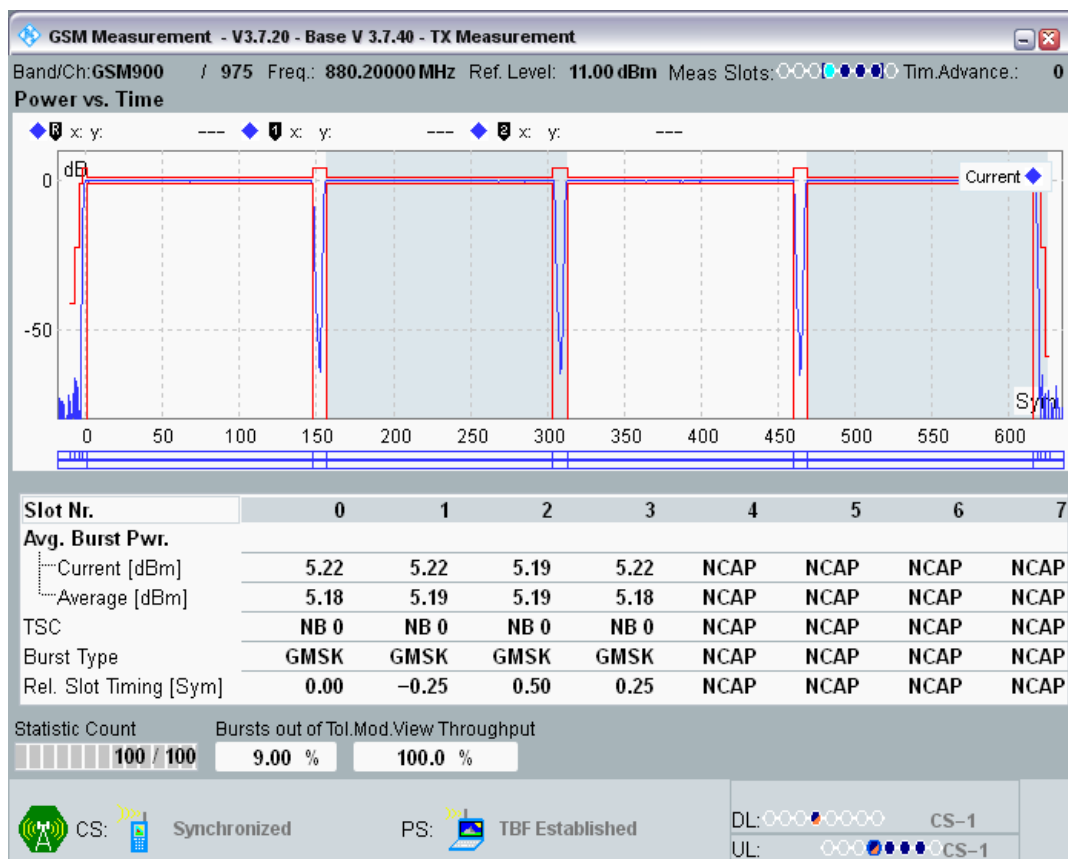 GSM Measurement - V3.7.20 - Base V 3.7.40 - TX Measurement
Band/Ch:GSM900 / 975 Freq.: 880.20000 MHz Ref. Level: 11.00 dBm Meas Slots: Tim.Advance.: 0
Power vs. Time
R x: y: --- 1 x: y: --- 2 x: y: ---
dB
Current
0
-50
Sym
0 50 100 150 200 250 300 350 400 450 500 550 600
Slot Nr. 0 1 2 3 4 5 6 7
Avg. Burst Pwr.
Current [dBm] 5.22 5.22 5.19 5.22 NCAP NCAP NCAP NCAP
Average [dBm] 5.18 5.19 5.19 5.18 NCAP NCAP NCAP NCAP
TSC NB 0 NB 0 NB 0 NB 0 NCAP NCAP NCAP NCAP
Burst Type GMSK GMSK GMSK GMSK NCAP NCAP NCAP NCAP
Rel. Slot Timing [Sym] 0.00 −0.25 0.50 0.25 NCAP NCAP NCAP NCAP
Statistic Count Bursts out of Tol.Mod.View Throughput
100 / 100 9.00 % 100.0 %
CS: Synchronized PS: TBF Established DL: CS−1
UL: CS−1